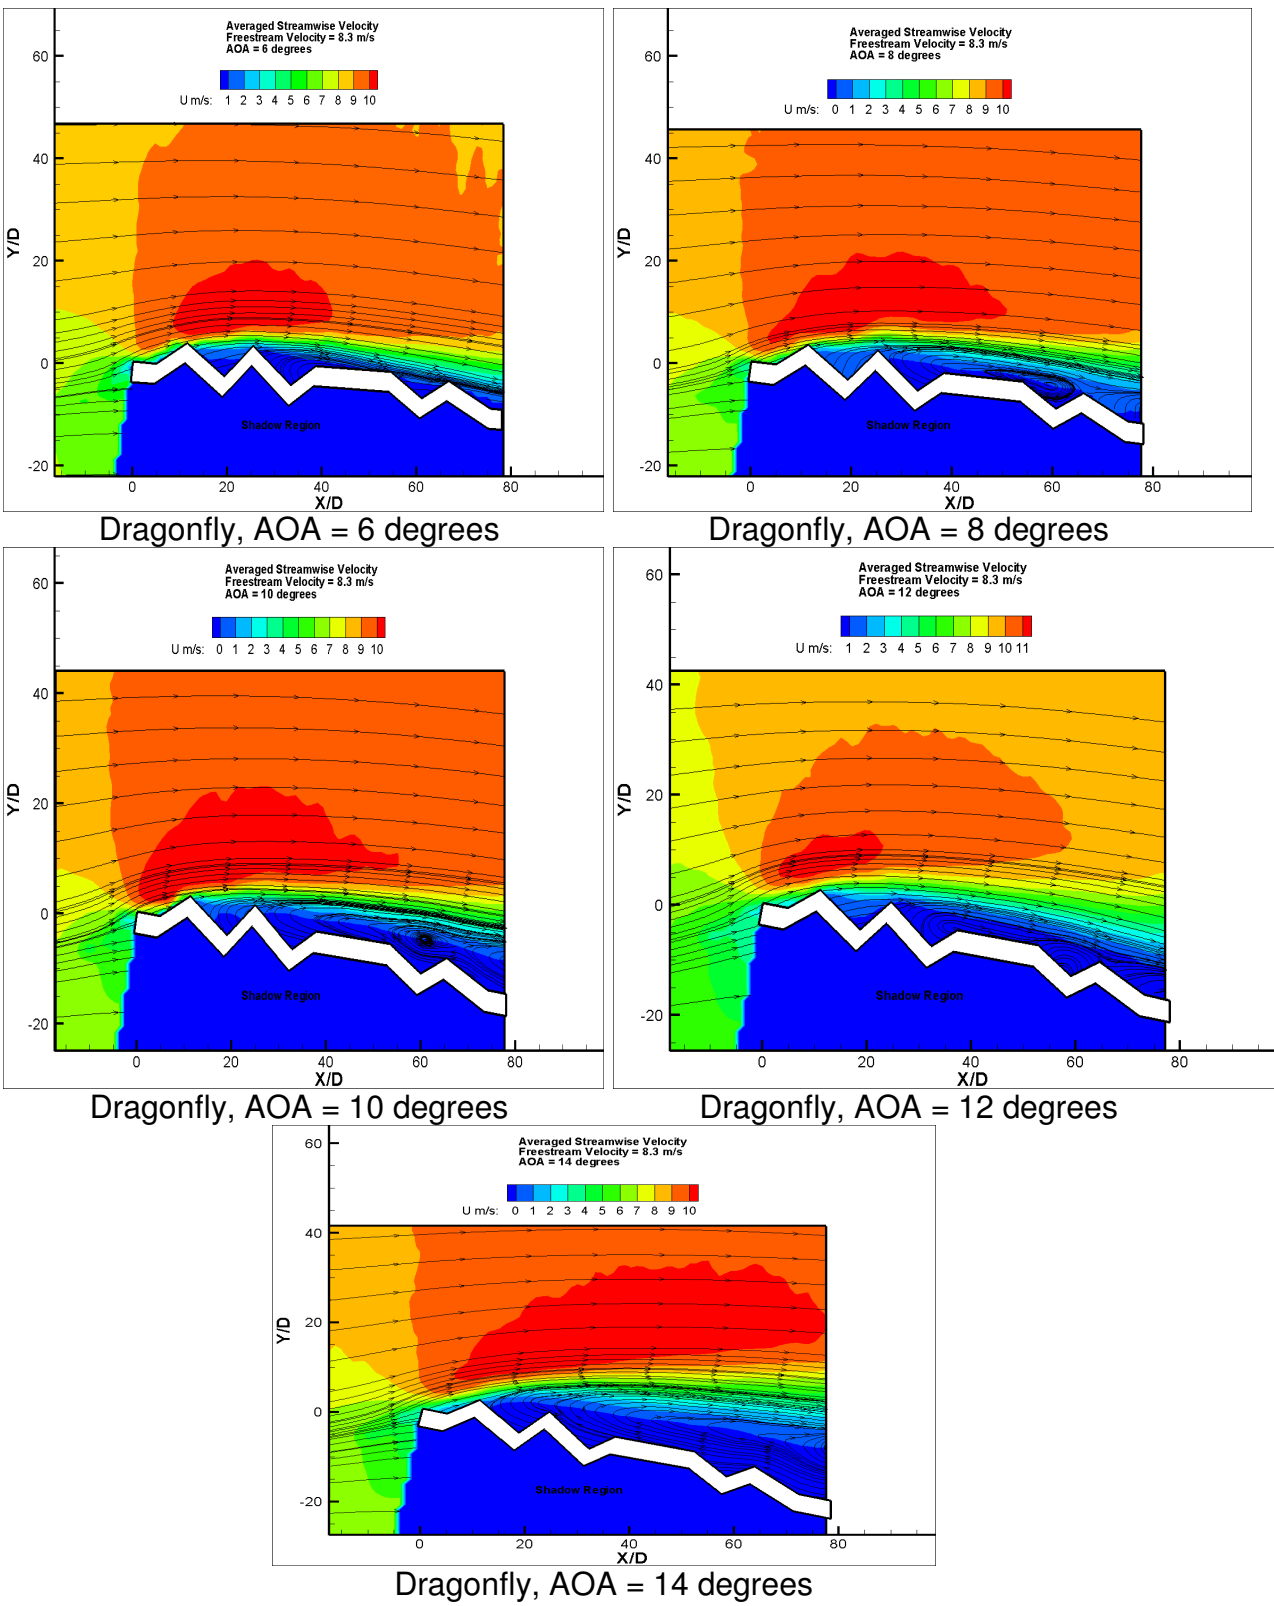 Averaged Streamwise Velocity
Freestream Velocity = 8.3 m/s
AOA = 6 degrees
U m/s: 1 2 3 4 5 6 7 8 9 10
60
40
20
0
-20
Y/D
Shadow Region
0 20 40 60 80
X/D
Dragonfly, AOA = 6 degrees
Averaged Streamwise Velocity
Freestream Velocity = 8.3 m/s
AOA = 8 degrees
U m/s: 0 1 2 3 4 5 6 7 8 9 10
60
40
20
0
-20
Y/D
Shadow Region
0 20 40 60 80
X/D
Dragonfly, AOA = 8 degrees
Averaged Streamwise Velocity
Freestream Velocity = 8.3 m/s
AOA = 10 degrees
U m/s: 0 1 2 3 4 5 6 7 8 9 10
60
40
20
0
-20
Y/D
Shadow Region
0 20 40 60 80
X/D
Dragonfly, AOA = 10 degrees
Averaged Streamwise Velocity
Freestream Velocity = 8.3 m/s
AOA = 12 degrees
U m/s: 1 2 3 4 5 6 7 8 9 10 11
60
40
20
0
-20
Y/D
Shadow Region
0 20 40 60 80
X/D
Dragonfly, AOA = 12 degrees
Averaged Streamwise Velocity
Freestream Velocity = 8.3 m/s
AOA = 14 degrees
U m/s: 0 1 2 3 4 5 6 7 8 9 10
60
40
20
0
-20
Y/D
Shadow Region
0 20 40 60 80
X/D
Dragonfly, AOA = 14 degrees